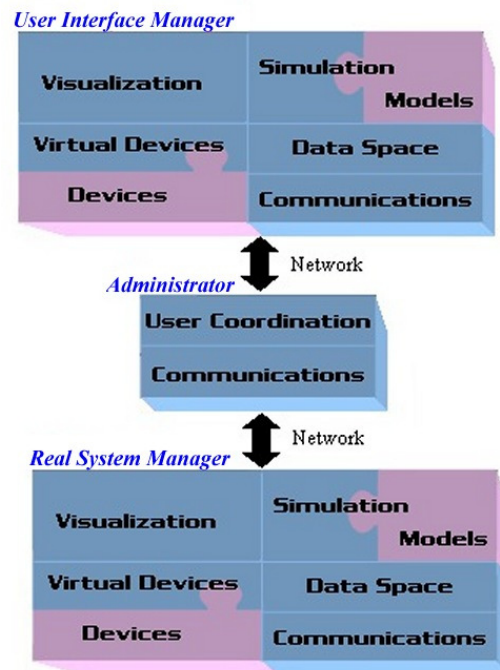 User Interface Manager
Visualization
Simulation
Models
Virtual Devices
Data Space
Devices
Communications
Network
Administrator
User Coordination
Communications
Network
Real System Manager
Visualization
Simulation
Models
Virtual Devices
Data Space
Devices
Communications